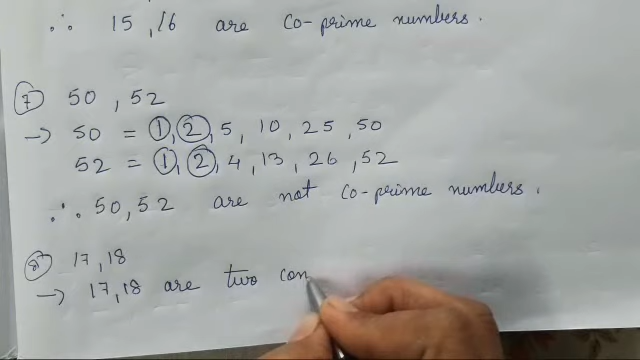 ∴ 15, 16 are co-prime numbers.
7) 50, 52
→ 50 = 1, 2, 5, 10, 25, 50
52 = 1, 2, 4, 13, 26, 52
∴ 50, 52 are not co-prime numbers.
8) 17, 18
→ 17, 18 are two con